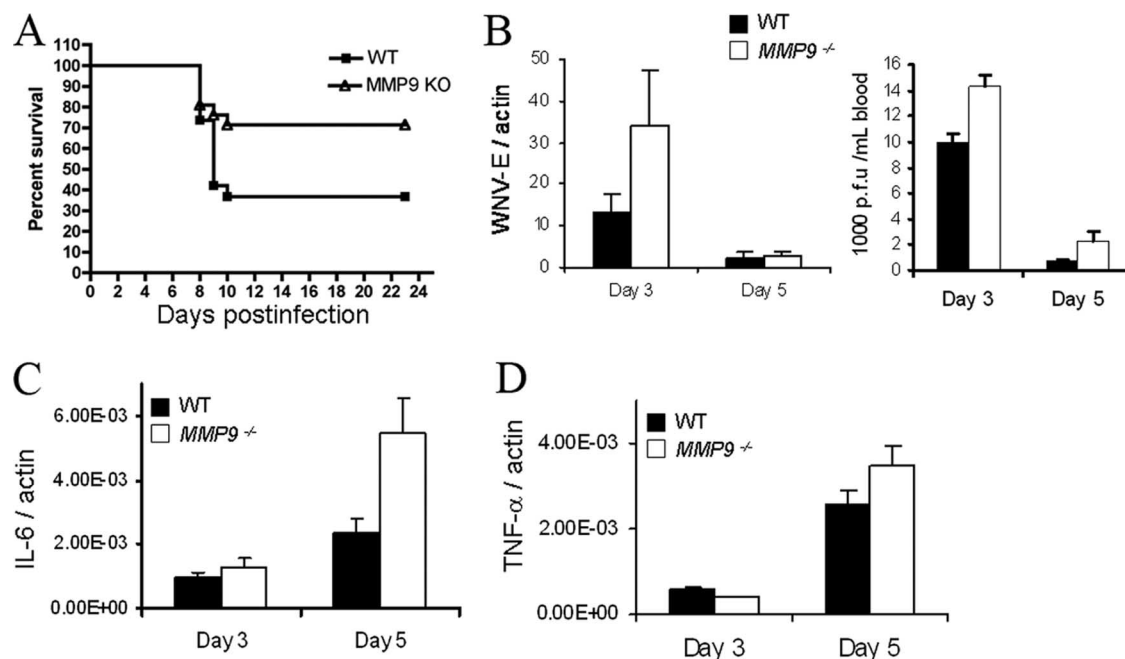 A
110
100
90
80
70
60
50
40
30
20
10
0
Percent survival
WT
MMP9 KO
0 2 4 6 8 10 12 14 16 18 20 22 24
Days postinfection
B
WT
MMP9 -/-
50
40
30
20
10
0
WNV-E / actin
Day 3 Day 5
16
14
12
10
8
6
4
2
0
1000 p.f.u /mL blood
Day 3 Day 5
C
WT
MMP9 -/-
6.00E-03
4.00E-03
2.00E-03
0.00E+00
IL-6 / actin
Day 3 Day 5
D
WT
MMP9 -/-
4.00E-03
2.00E-03
0.00E+00
TNF-α / actin
Day 3 Day 5